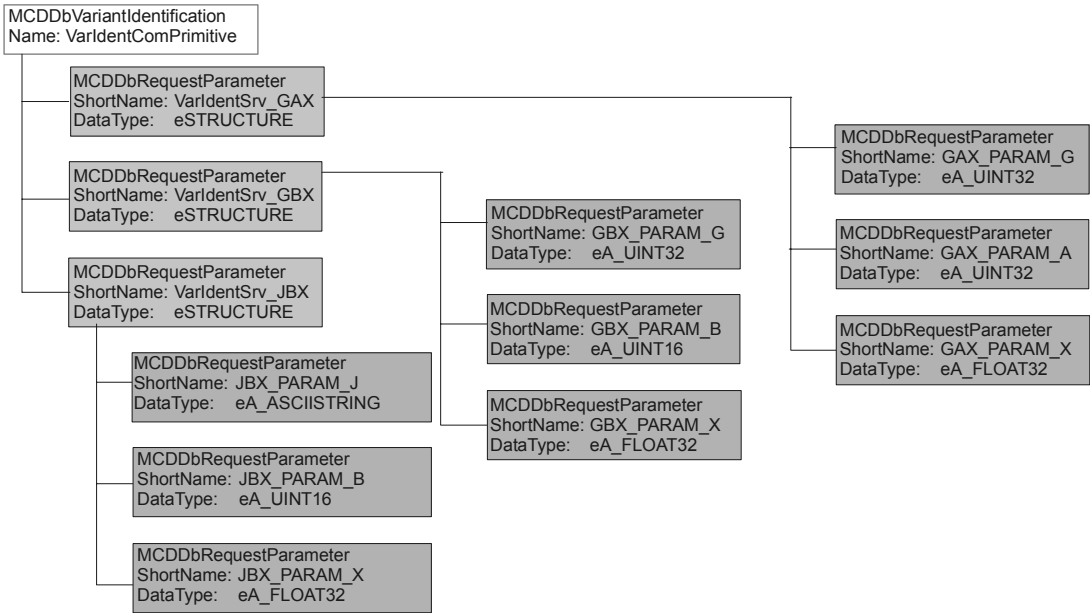 MCDDbVariantIdentification
Name: VarIdentComPrimitive
MCDDbRequestParameter
ShortName: VarIdentSrv_GAX
DataType: eSTRUCTURE
MCDDbRequestParameter
ShortName: VarIdentSrv_GBX
DataType: eSTRUCTURE
MCDDbRequestParameter
ShortName: VarIdentSrv_JBX
DataType: eSTRUCTURE
MCDDbRequestParameter
ShortName: JBX_PARAM_J
DataType: eA_ASCIISTRING
MCDDbRequestParameter
ShortName: JBX_PARAM_B
DataType: eA_UINT16
MCDDbRequestParameter
ShortName: JBX_PARAM_X
DataType: eA_FLOAT32
MCDDbRequestParameter
ShortName: GBX_PARAM_G
DataType: eA_UINT32
MCDDbRequestParameter
ShortName: GBX_PARAM_B
DataType: eA_UINT16
MCDDbRequestParameter
ShortName: GBX_PARAM_X
DataType: eA_FLOAT32
MCDDbRequestParameter
ShortName: GAX_PARAM_G
DataType: eA_UINT32
MCDDbRequestParameter
ShortName: GAX_PARAM_A
DataType: eA_UINT32
MCDDbRequestParameter
ShortName: GAX_PARAM_X
DataType: eA_FLOAT32